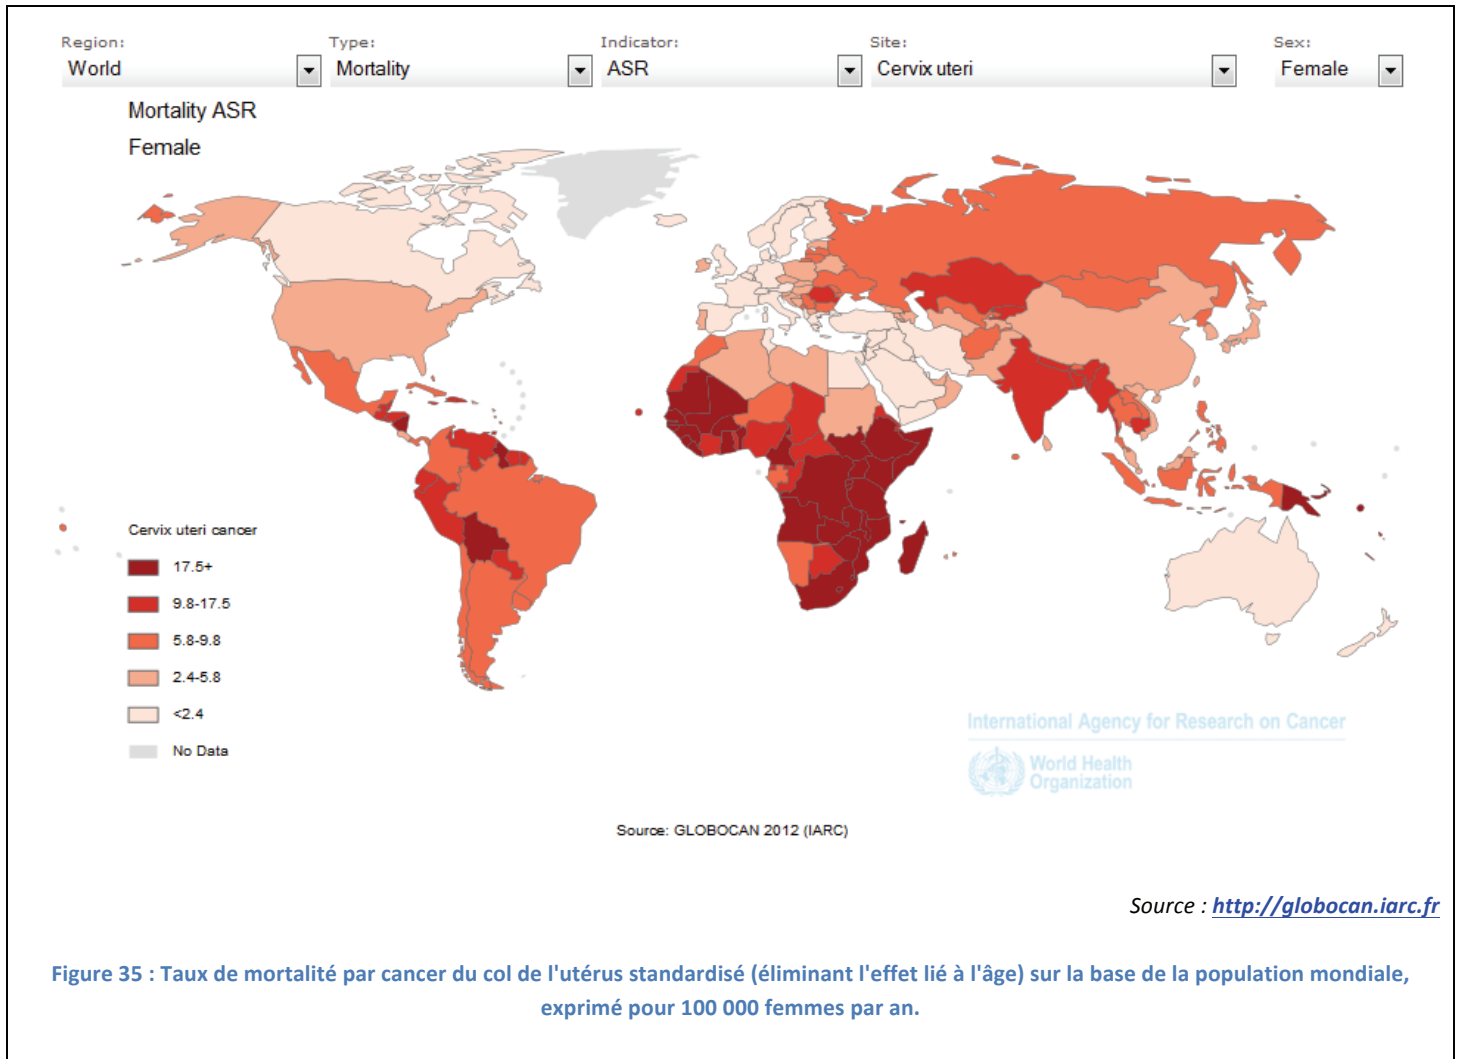 Region: Type: Indicator: Site: Sex:
World Mortality ASR Cervix uteri Female
Mortality ASR
Female
Cervix uteri cancer
17.5+
9.8-17.5
5.8-9.8
2.4-5.8
<2.4
No Data
International Agency for Research on Cancer
World Health
Organization
Source: GLOBOCAN 2012 (IARC)
Source : http://globocan.iarc.fr
Figure 35 : Taux de mortalité par cancer du col de l'utérus standardisé (éliminant l'effet lié à l'âge) sur la base de la population mondiale,
exprimé pour 100 000 femmes par an.